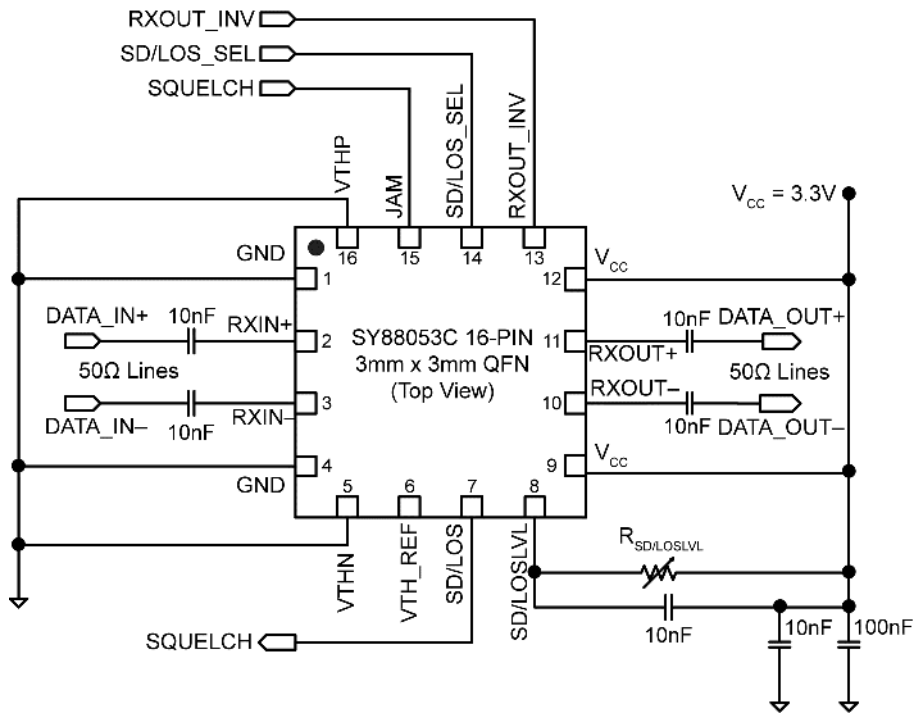 RXOUT_INV
SD/LOS_SEL
SQUELCH
VTHP
JAM
SD/LOS_SEL
RXOUT_INV
V_CC = 3.3V
GND
16
15
14
13
1
12
V_CC
DATA_IN+
10nF
RXIN+
2
SY88053C 16-PIN
3mm x 3mm QFN
(Top View)
11
RXOUT+
10nF
DATA_OUT+
50Ω Lines
50Ω Lines
DATA_IN–
10nF
RXIN-
3
10
RXOUT–
10nF
DATA_OUT–
GND
4
9
V_CC
5
6
7
8
VTHN
VTH_REF
SD/LOS
SD/LOSLVL
R_SD/LOSLVL
10nF
10nF
100nF
SQUELCH